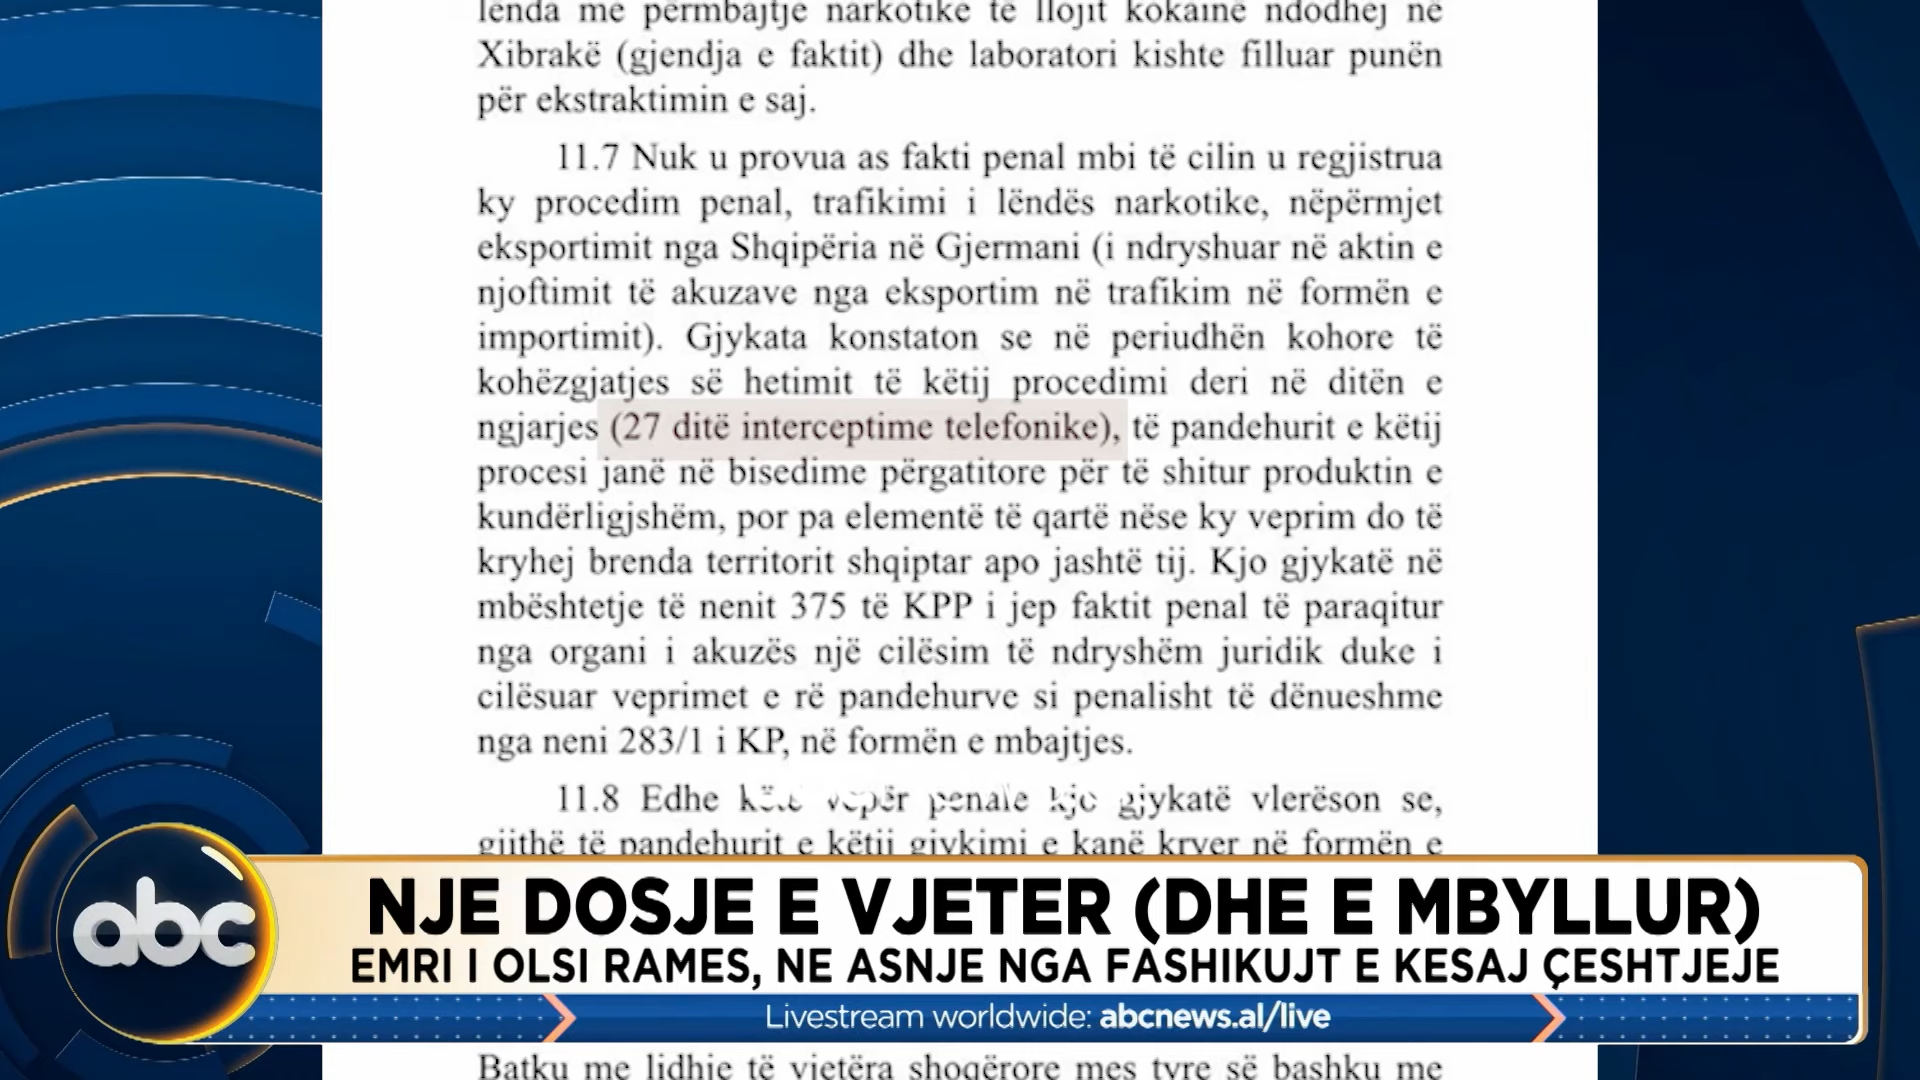 lënda me përmbajtje narkotike të llojit kokainë ndodhej në
Xibrakë (gjendja e faktit) dhe laboratori kishte filluar punën
për ekstraktimin e saj.
11.7 Nuk u provua as fakti penal mbi të cilin u regjistrua
ky procedim penal, trafikimi i lëndës narkotike, nëpërmjet
eksportimit nga Shqipëria në Gjermani (i ndryshuar në aktin e
njoftimit të akuzave nga eksportim në trafikim në formën e
importimit). Gjykata konstaton se në periudhën kohore të
kohëzgjatjes së hetimit të këtij procedimi deri në ditën e
ngjarjes (27 ditë interceptime telefonike), të pandehurit e këtij
procesi janë në bisedime përgatitore për të shitur produktin e
kundërligjshëm, por pa elementë të qartë nëse ky veprim do të
kryhej brenda territorit shqiptar apo jashtë tij. Kjo gjykatë në
mbështetje të nenit 375 të KPP i jep faktit penal të paraqitur
nga organi i akuzës një cilësim të ndryshëm juridik duke i
cilësuar veprimet e rë pandehurve si penalisht të dënueshme
nga neni 283/1 i KP, në formën e mbajtjes.
11.8 Edhe këtë vepër penale kjo gjykatë vlerëson se,
gjithë të pandehurit e këtij gjykimi e kanë kryer në formën e
abc
NJE DOSJE E VJETER (DHE E MBYLLUR)
EMRI I OLSI RAMES, NE ASNJE NGA FASHIKUJT E KESAJ ÇESHTJEJE
Livestream worldwide: abcnews.al/live
Batku me lidhje të vjetëra shoqërore mes tyre së bashku me